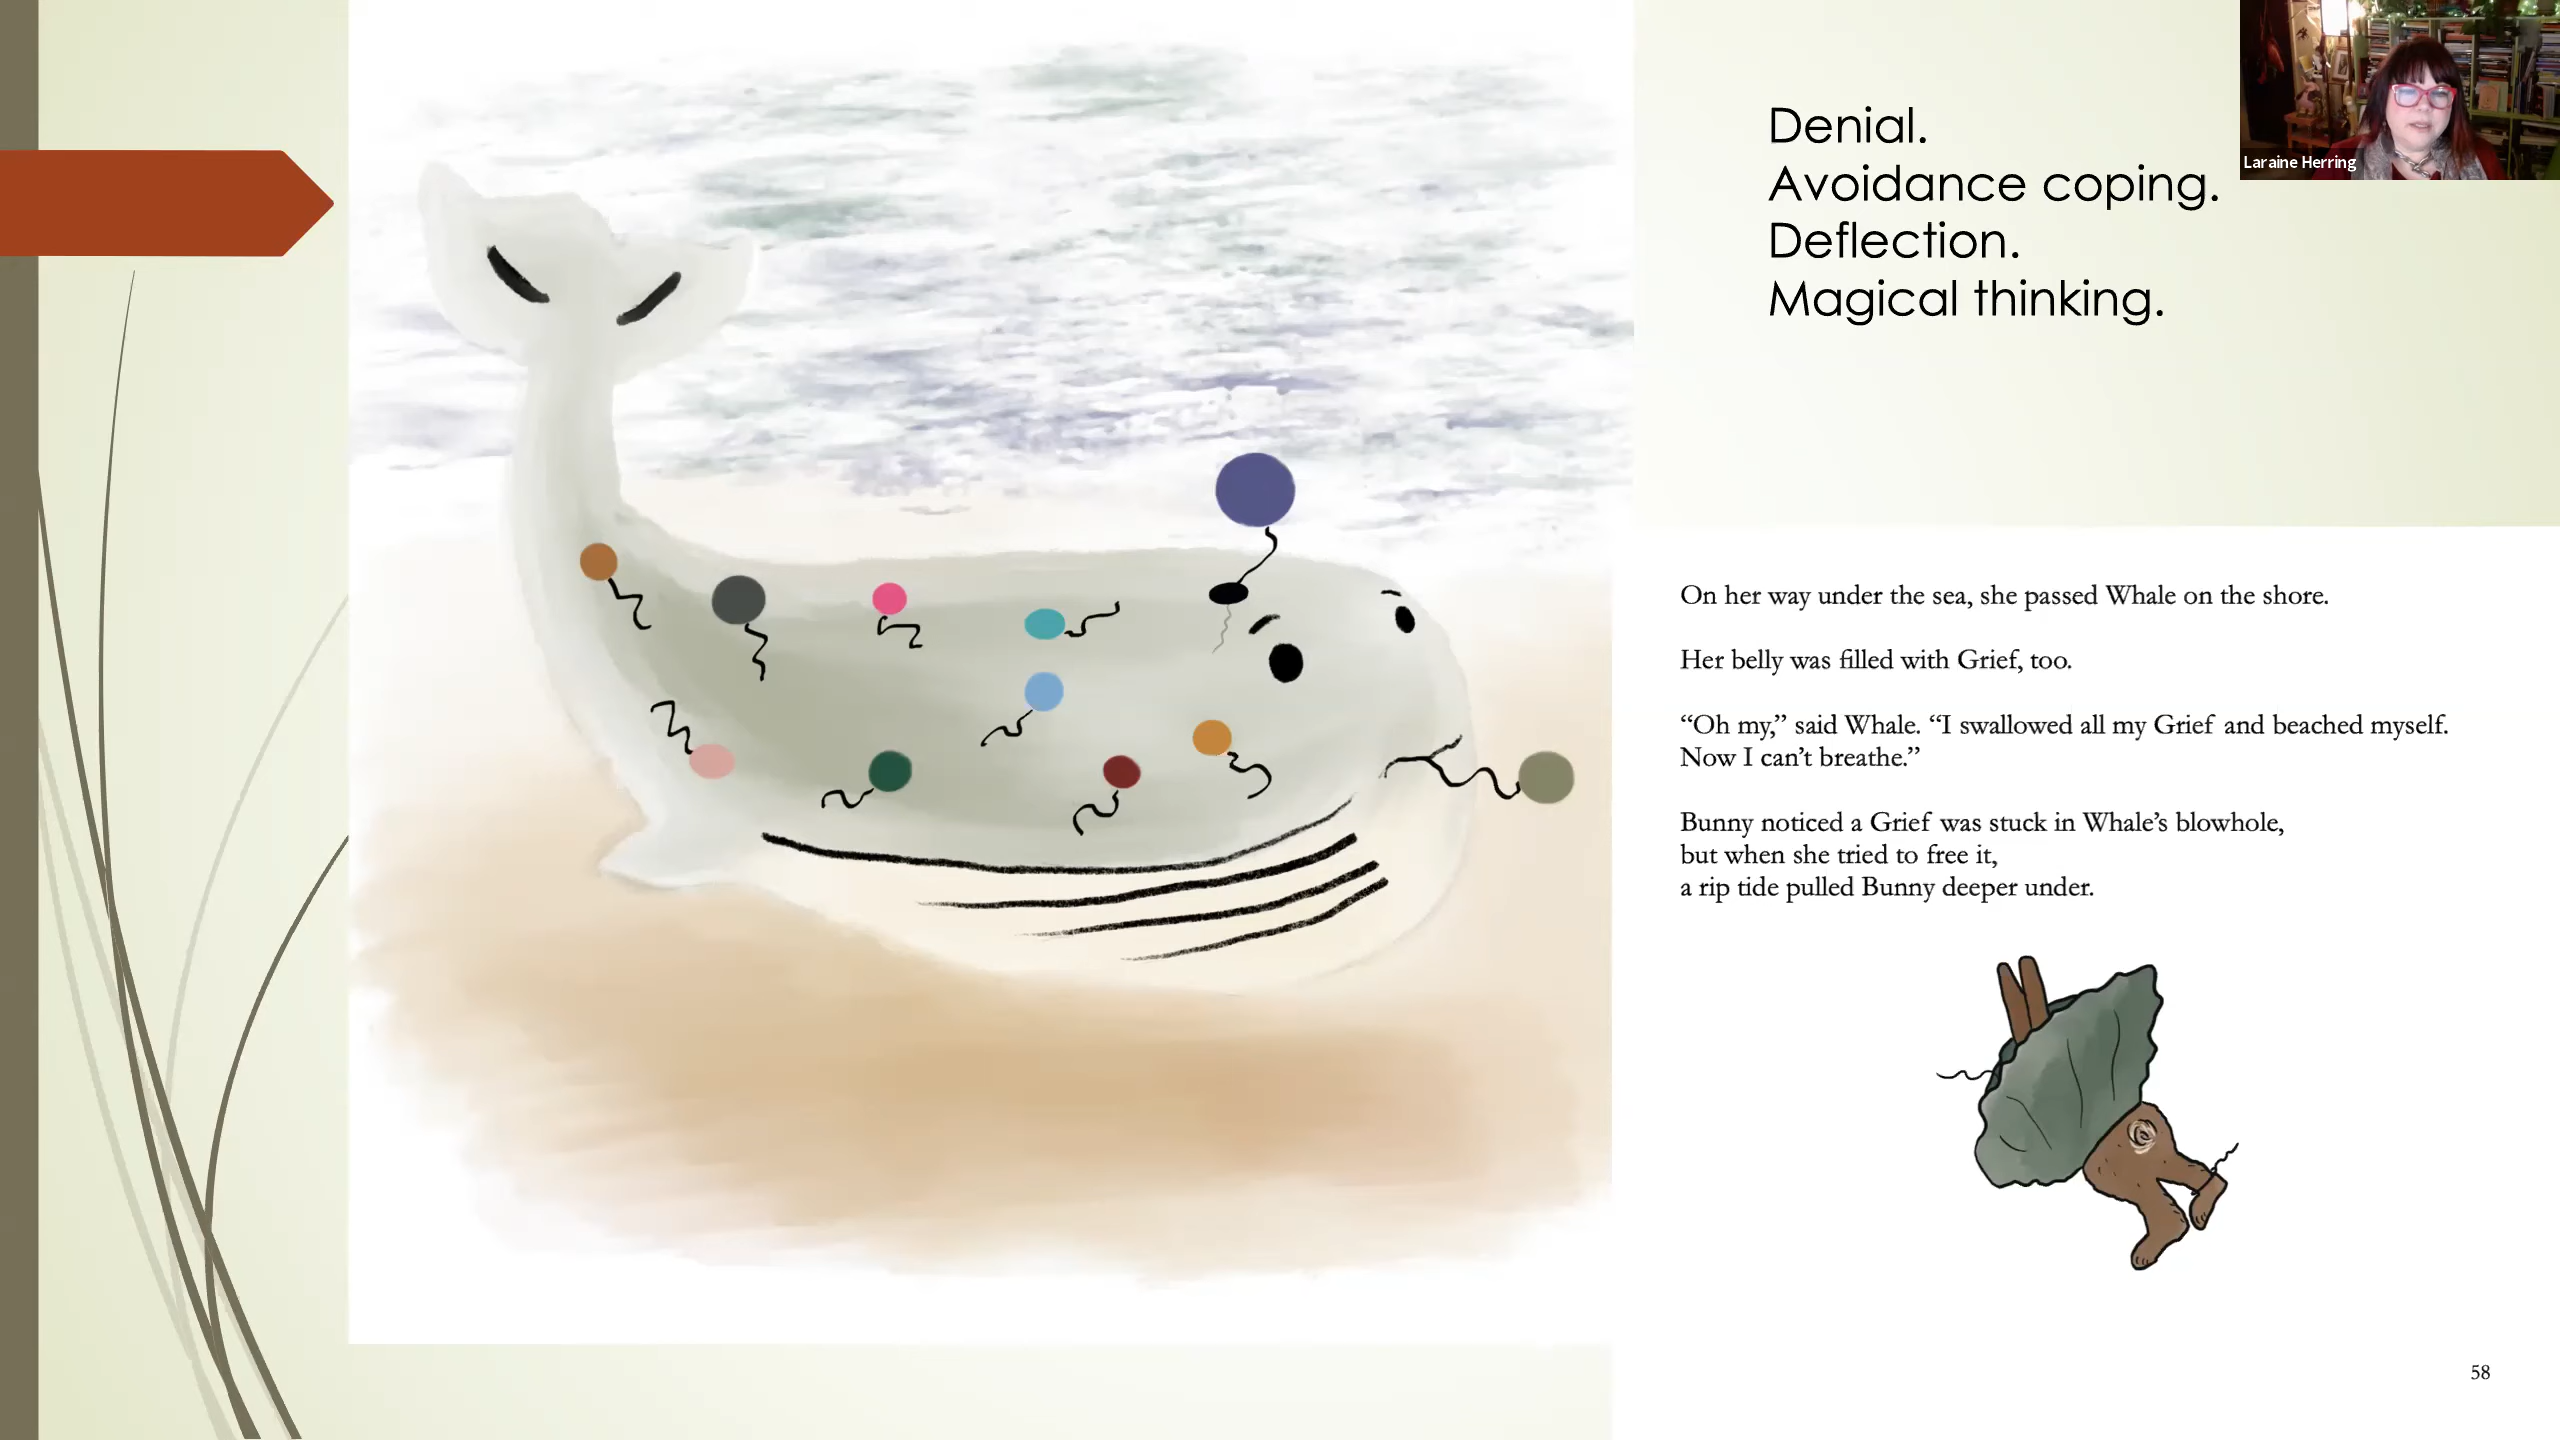 Denial.
Avoidance coping.
Deflection.
Magical thinking.
Laraine Herring
On her way under the sea, she passed Whale on the shore.
Her belly was filled with Grief, too.
“Oh my,” said Whale. “I swallowed all my Grief and beached myself.
Now I can’t breathe.”
Bunny noticed a Grief was stuck in Whale’s blowhole,
but when she tried to free it,
a rip tide pulled Bunny deeper under.
58